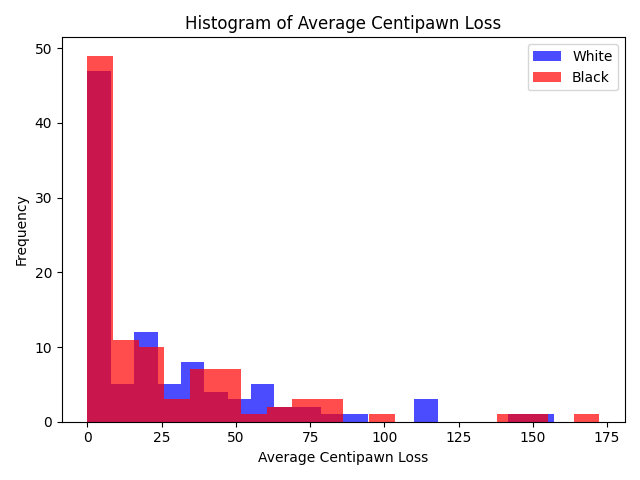 Histogram of Average Centipawn Loss
White
Black
Frequency
50
40
30
20
10
0
0 25 50 75 100 125 150 175
Average Centipawn Loss